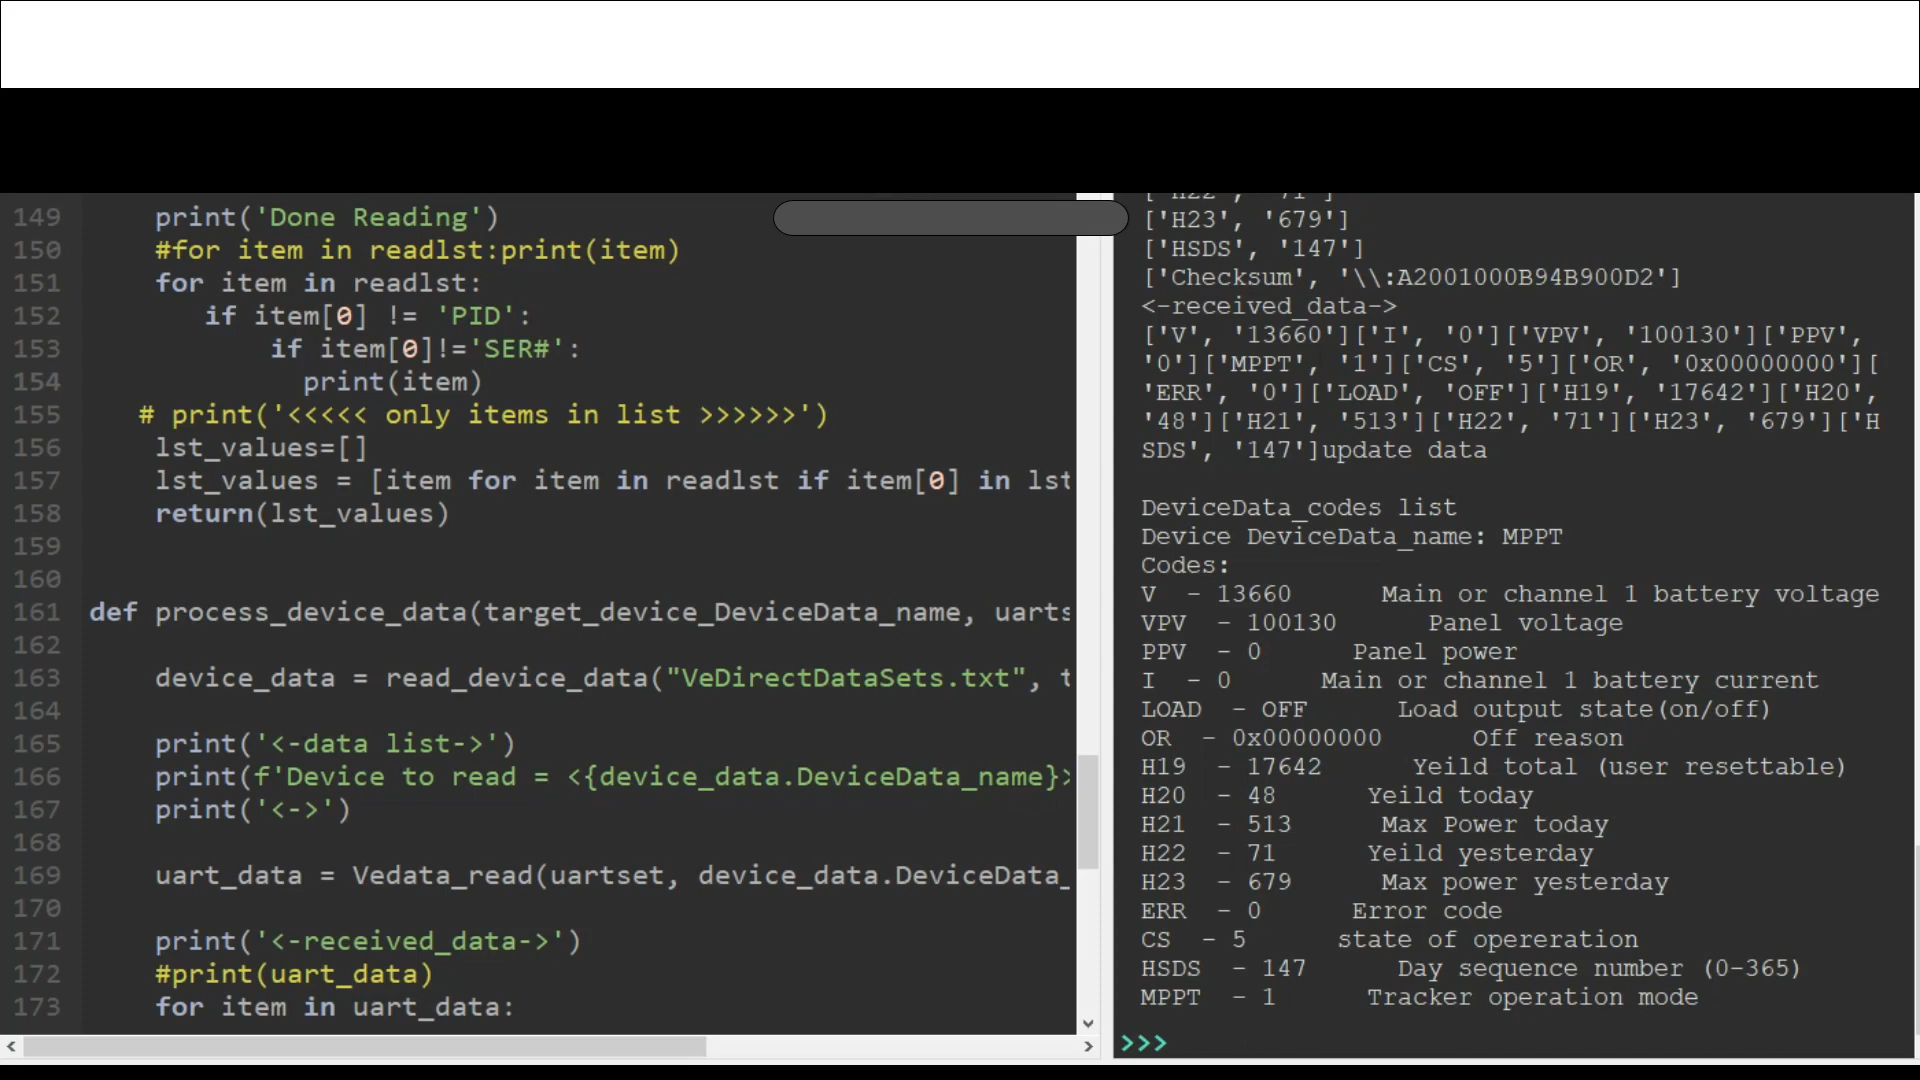 149 print('Done Reading')
150 #for item in readlst:print(item)
151 for item in readlst:
152 if item[0] != 'PID':
153 if item[0]!='SER#':
154 print(item)
155 # print('<<<<< only items in list >>>>>>')
156 lst_values=[]
157 lst_values = [item for item in readlst if item[0] in lst
158 return(lst_values)
159
160
161 def process_device_data(target_device_DeviceData_name, uarts
162
163 device_data = read_device_data("VeDirectDataSets.txt", t
164
165 print('<-data list->')
166 print(f'Device to read = <{device_data.DeviceData_name}>
167 print('<->')
168
169 uart_data = Vedata_read(uartset, device_data.DeviceData_
170
171 print('<-received_data->')
172 #print(uart_data)
173 for item in uart_data:
['H22', '71']
['H23', '679']
['HSDS', '147']
['Checksum', '\\:A2001000B94B900D2']
<-received_data->
['V', '13660']['I', '0']['VPV', '100130']['PPV',
'0']['MPPT', '1']['CS', '5']['OR', '0x00000000'][
'ERR', '0']['LOAD', 'OFF']['H19', '17642']['H20',
'48']['H21', '513']['H22', '71']['H23', '679']['H
SDS', '147']update data
DeviceData_codes list
Device DeviceData_name: MPPT
Codes:
V - 13660 Main or channel 1 battery voltage
VPV - 100130 Panel voltage
PPV - 0 Panel power
I - 0 Main or channel 1 battery current
LOAD - OFF Load output state(on/off)
OR - 0x00000000 Off reason
H19 - 17642 Yeild total (user resettable)
H20 - 48 Yeild today
H21 - 513 Max Power today
H22 - 71 Yeild yesterday
H23 - 679 Max power yesterday
ERR - 0 Error code
CS - 5 state of opereration
HSDS - 147 Day sequence number (0-365)
MPPT - 1 Tracker operation mode
>>>